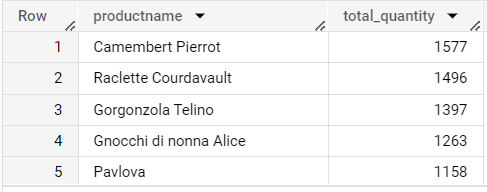 Row productname total_quantity
1 Camembert Pierrot 1577
2 Raclette Courdavault 1496
3 Gorgonzola Telino 1397
4 Gnocchi di nonna Alice 1263
5 Pavlova 1158